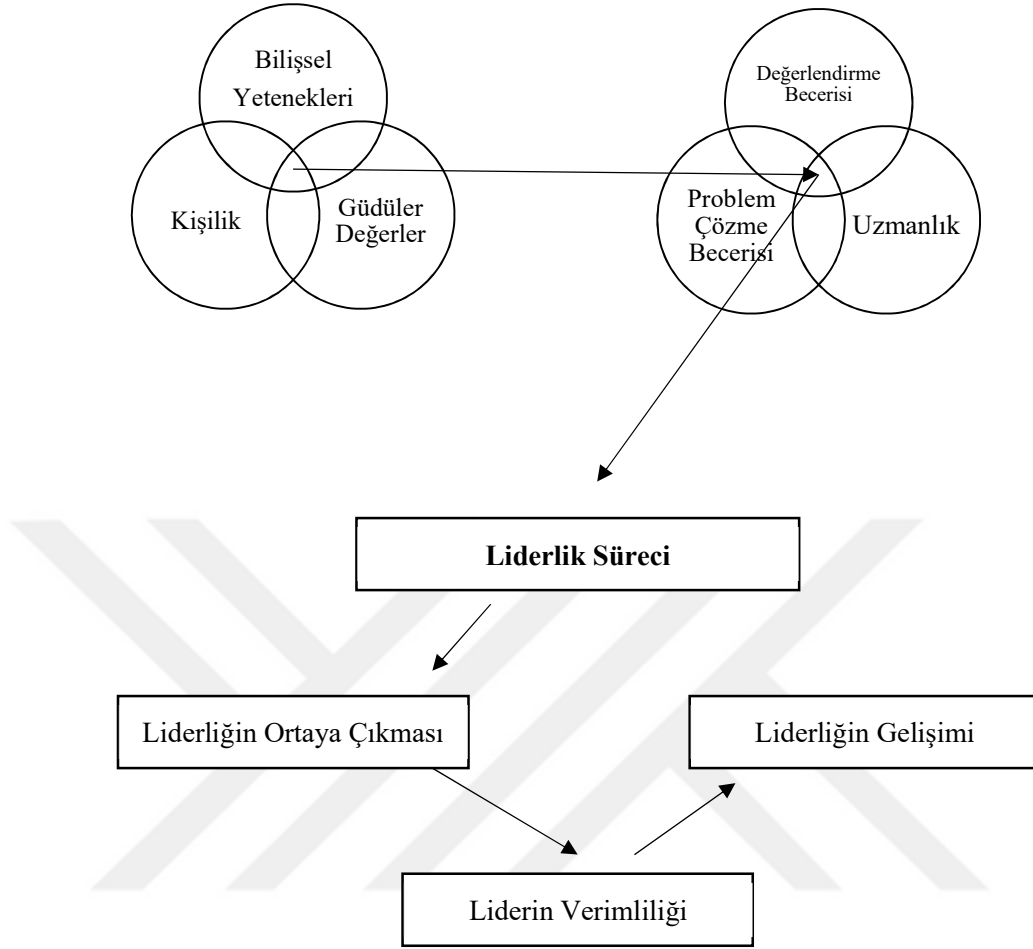 Bilişsel
Yetenekleri
Kişilik
Güdüler
Değerler
Değerlendirme
Becerisi
Problem
Çözme
Becerisi
Uzmanlık
Liderlik Süreci
Liderliğin Ortaya Çıkması
Liderliğin Gelişimi
Liderin Verimliliği